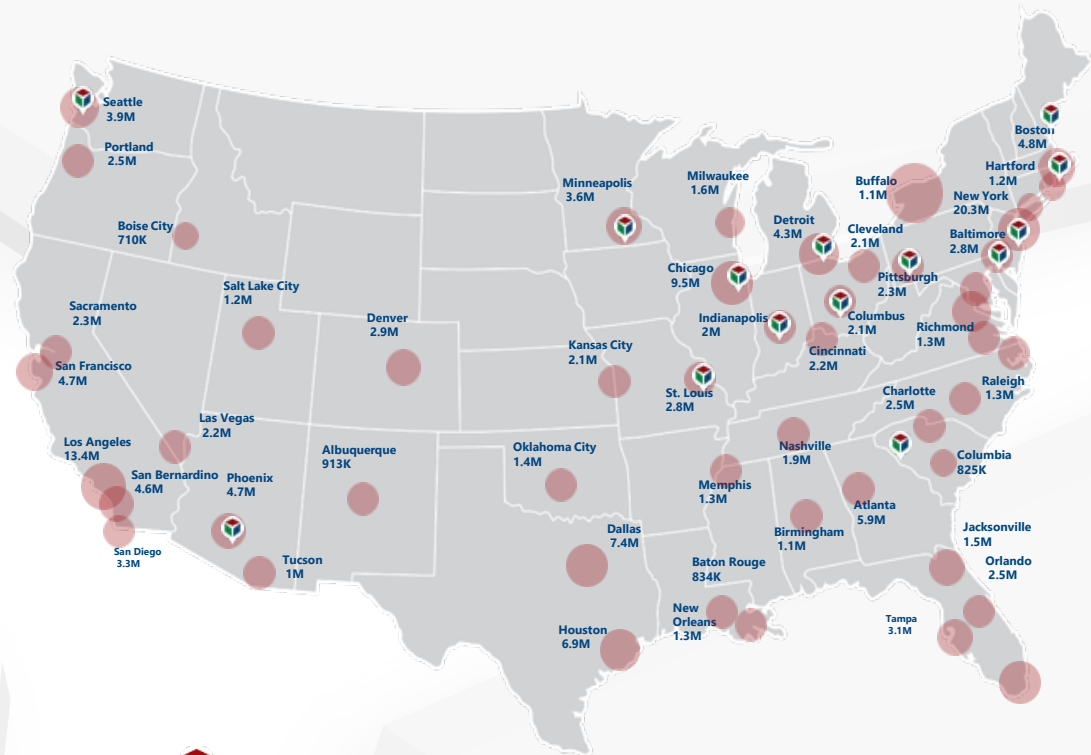 Seattle
3.9M
Portland
2.5M
Boise City
710K
Sacramento
2.3M
San Francisco
4.7M
Salt Lake City
1.2M
Denver
2.9M
Las Vegas
2.2M
Los Angeles
13.4M
San Bernardino
4.6M
San Diego
3.3M
Phoenix
4.7M
Tucson
1M
Albuquerque
913K
Minneapolis
3.6M
Milwaukee
1.6M
Chicago
9.5M
Kansas City
2.1M
St. Louis
2.8M
Oklahoma City
1.4M
Dallas
7.4M
Houston
6.9M
Baton Rouge
834K
New
Orleans
1.3M
Detroit
4.3M
Cleveland
2.1M
Indianapolis
2M
Columbus
2.1M
Cincinnati
2.2M
Pittsburgh
2.3M
Buffalo
1.1M
Boston
4.8M
Hartford
1.2M
New York
20.3M
Baltimore
2.8M
Richmond
1.3M
Raleigh
1.3M
Charlotte
2.5M
Columbia
825K
Nashville
1.9M
Memphis
1.3M
Birmingham
1.1M
Atlanta
5.9M
Jacksonville
1.5M
Orlando
2.5M
Tampa
3.1M